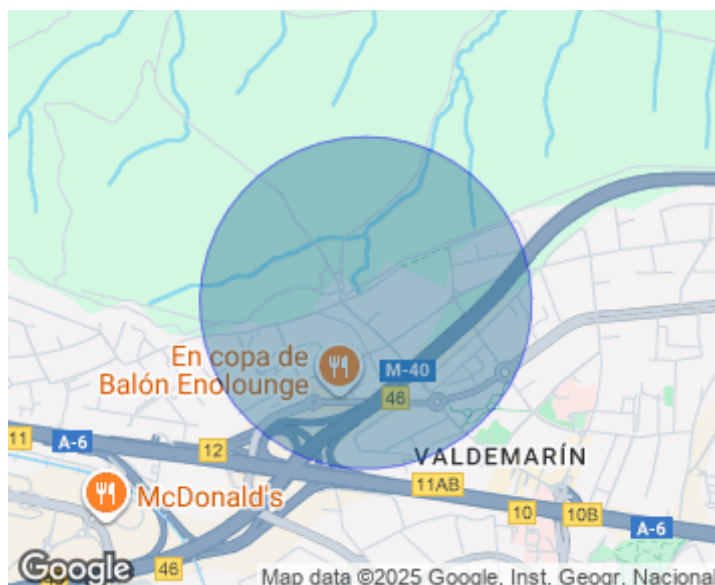 En copa de
Balón Enolounge
M-40
46
11
A-6
12
VALDEMARÍN
11AB
McDonald's
10
10B
A-6
46
Google
Map data ©2025 Google, Inst. Geogr. Nacional